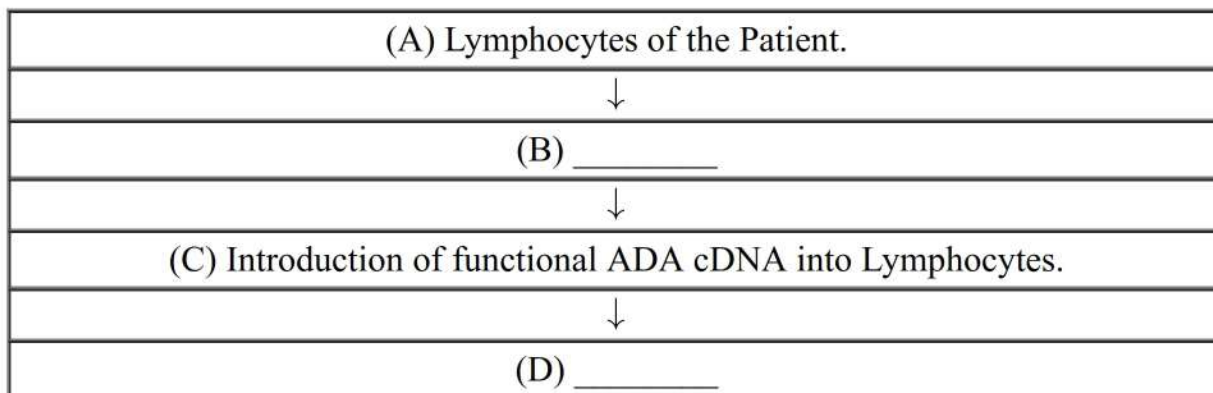 (A) Lymphocytes of the Patient.
↓
(B) ________
↓
(C) Introduction of functional ADA cDNA into Lymphocytes.
↓
(D) ________